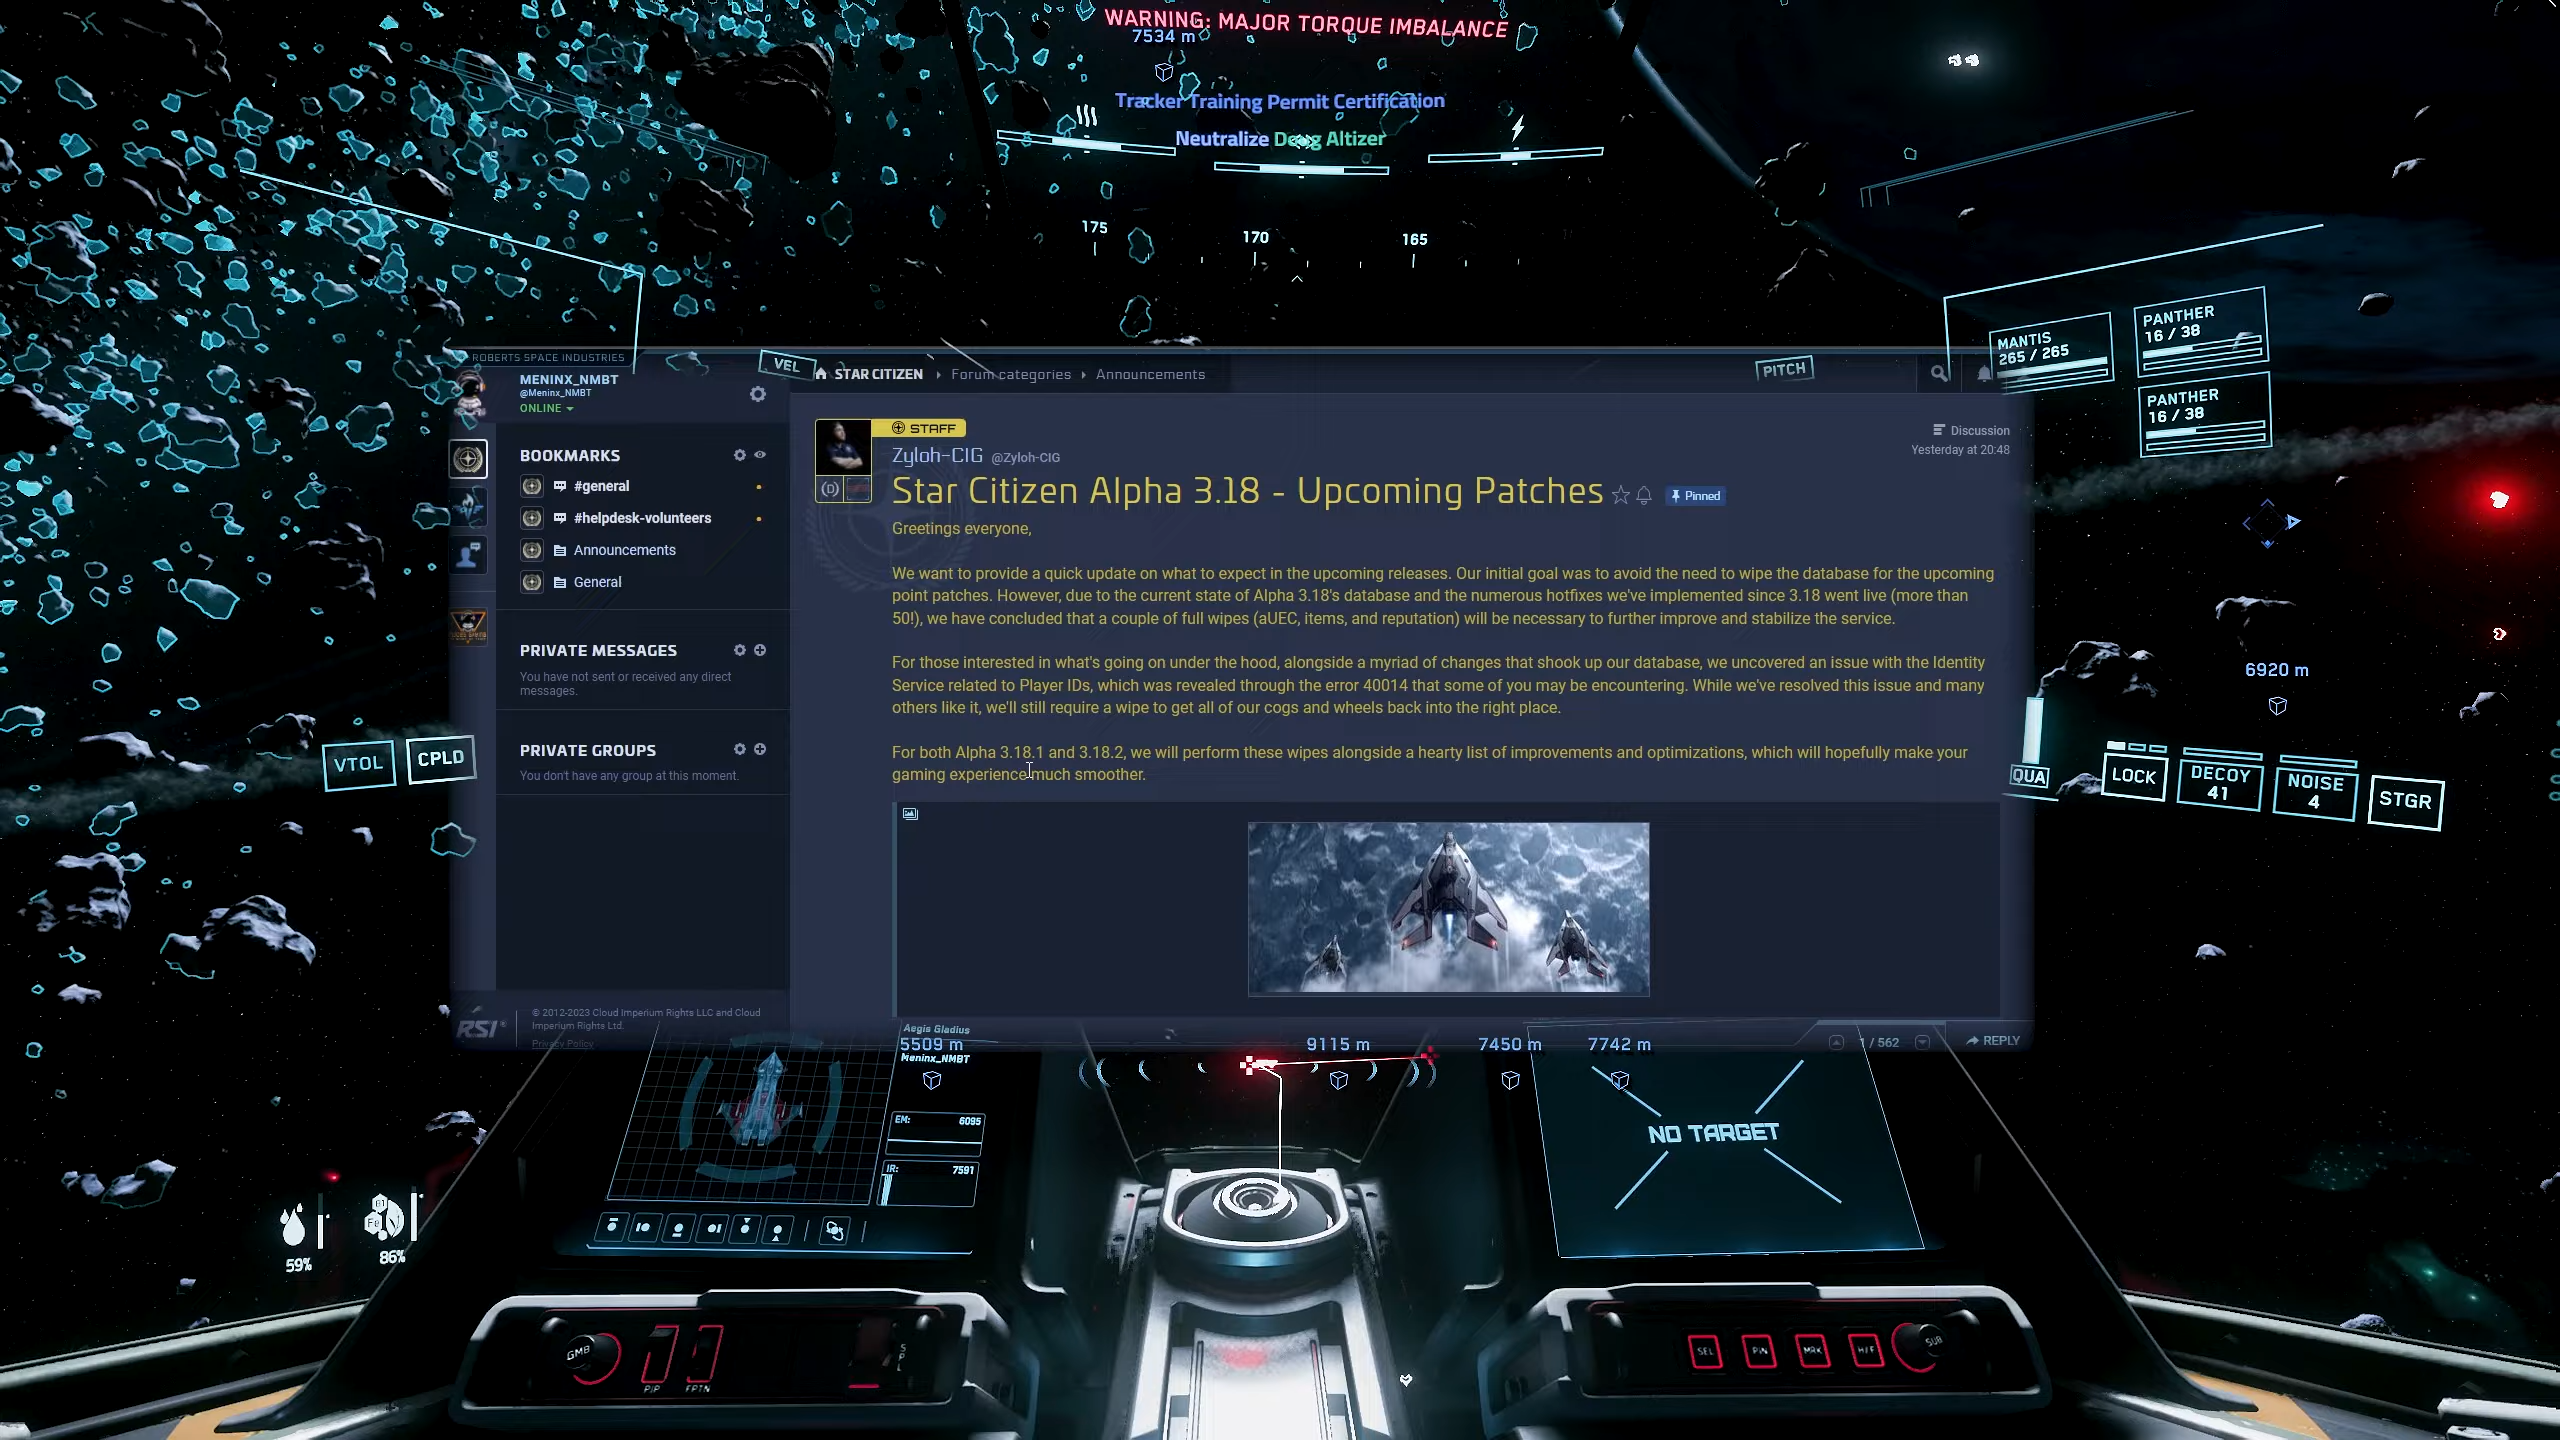 WARNING: MAJOR TORQUE IMBALANCE
7534 m
Tracker Training Permit Certification
Neutralize Doug Altizer
175
170
165
MANTIS
265 / 265
PANTHER
16 / 38
PANTHER
16 / 38
ROBERTS SPACE INDUSTRIES
VEL
PITCH
MENINX_NMBT
@Meninx_NMBT
ONLINE
STAR CITIZEN
Forum categories
Announcements
BOOKMARKS
#general
#helpdesk-volunteers
Announcements
General
PRIVATE MESSAGES
You have not sent or received any direct
messages.
PRIVATE GROUPS
You don't have any group at this moment.
STAFF
Zyloh-CIG @Zyloh-CIG
Discussion
Yesterday at 20:48
Star Citizen Alpha 3.18 - Upcoming Patches
Pinned
Greetings everyone,
We want to provide a quick update on what to expect in the upcoming releases. Our initial goal was to avoid the need to wipe the database for the upcoming
point patches. However, due to the current state of Alpha 3.18's database and the numerous hotfixes we've implemented since 3.18 went live (more than
50!), we have concluded that a couple of full wipes (aUEC, items, and reputation) will be necessary to further improve and stabilize the service.
For those interested in what's going on under the hood, alongside a myriad of changes that shook up our database, we uncovered an issue with the Identity
Service related to Player IDs, which was revealed through the error 40014 that some of you may be encountering. While we've resolved this issue and many
others like it, we'll still require a wipe to get all of our cogs and wheels back into the right place.
For both Alpha 3.18.1 and 3.18.2, we will perform these wipes alongside a hearty list of improvements and optimizations, which will hopefully make your
gaming experience much smoother.
6920 m
VTOL
CPLD
QUA
LOCK
DECOY
41
NOISE
4
STGR
RSI
© 2012-2023 Cloud Imperium Rights LLC and Cloud
Imperium Rights Ltd.
Privacy Policy
1 / 562
REPLY
Aegis Gladius
5509 m
Meninx_NMBT
9115 m
7450 m
7742 m
EM: 6095
IR: 7591
NO TARGET
59%
86%
GMB
PIP
FPIN
SPL
SEL
PIN
MRK
H/F
SUB